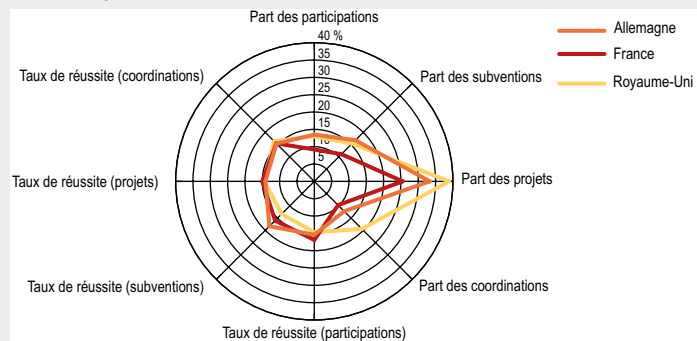 Part des participations
40 %
35
30
25
20
15
10
5
Taux de réussite (coordinations)
Part des subventions
Taux de réussite (projets)
Part des projets
Taux de réussite (subventions)
Part des coordinations
Taux de réussite (participations)
Allemagne
France
Royaume-Uni